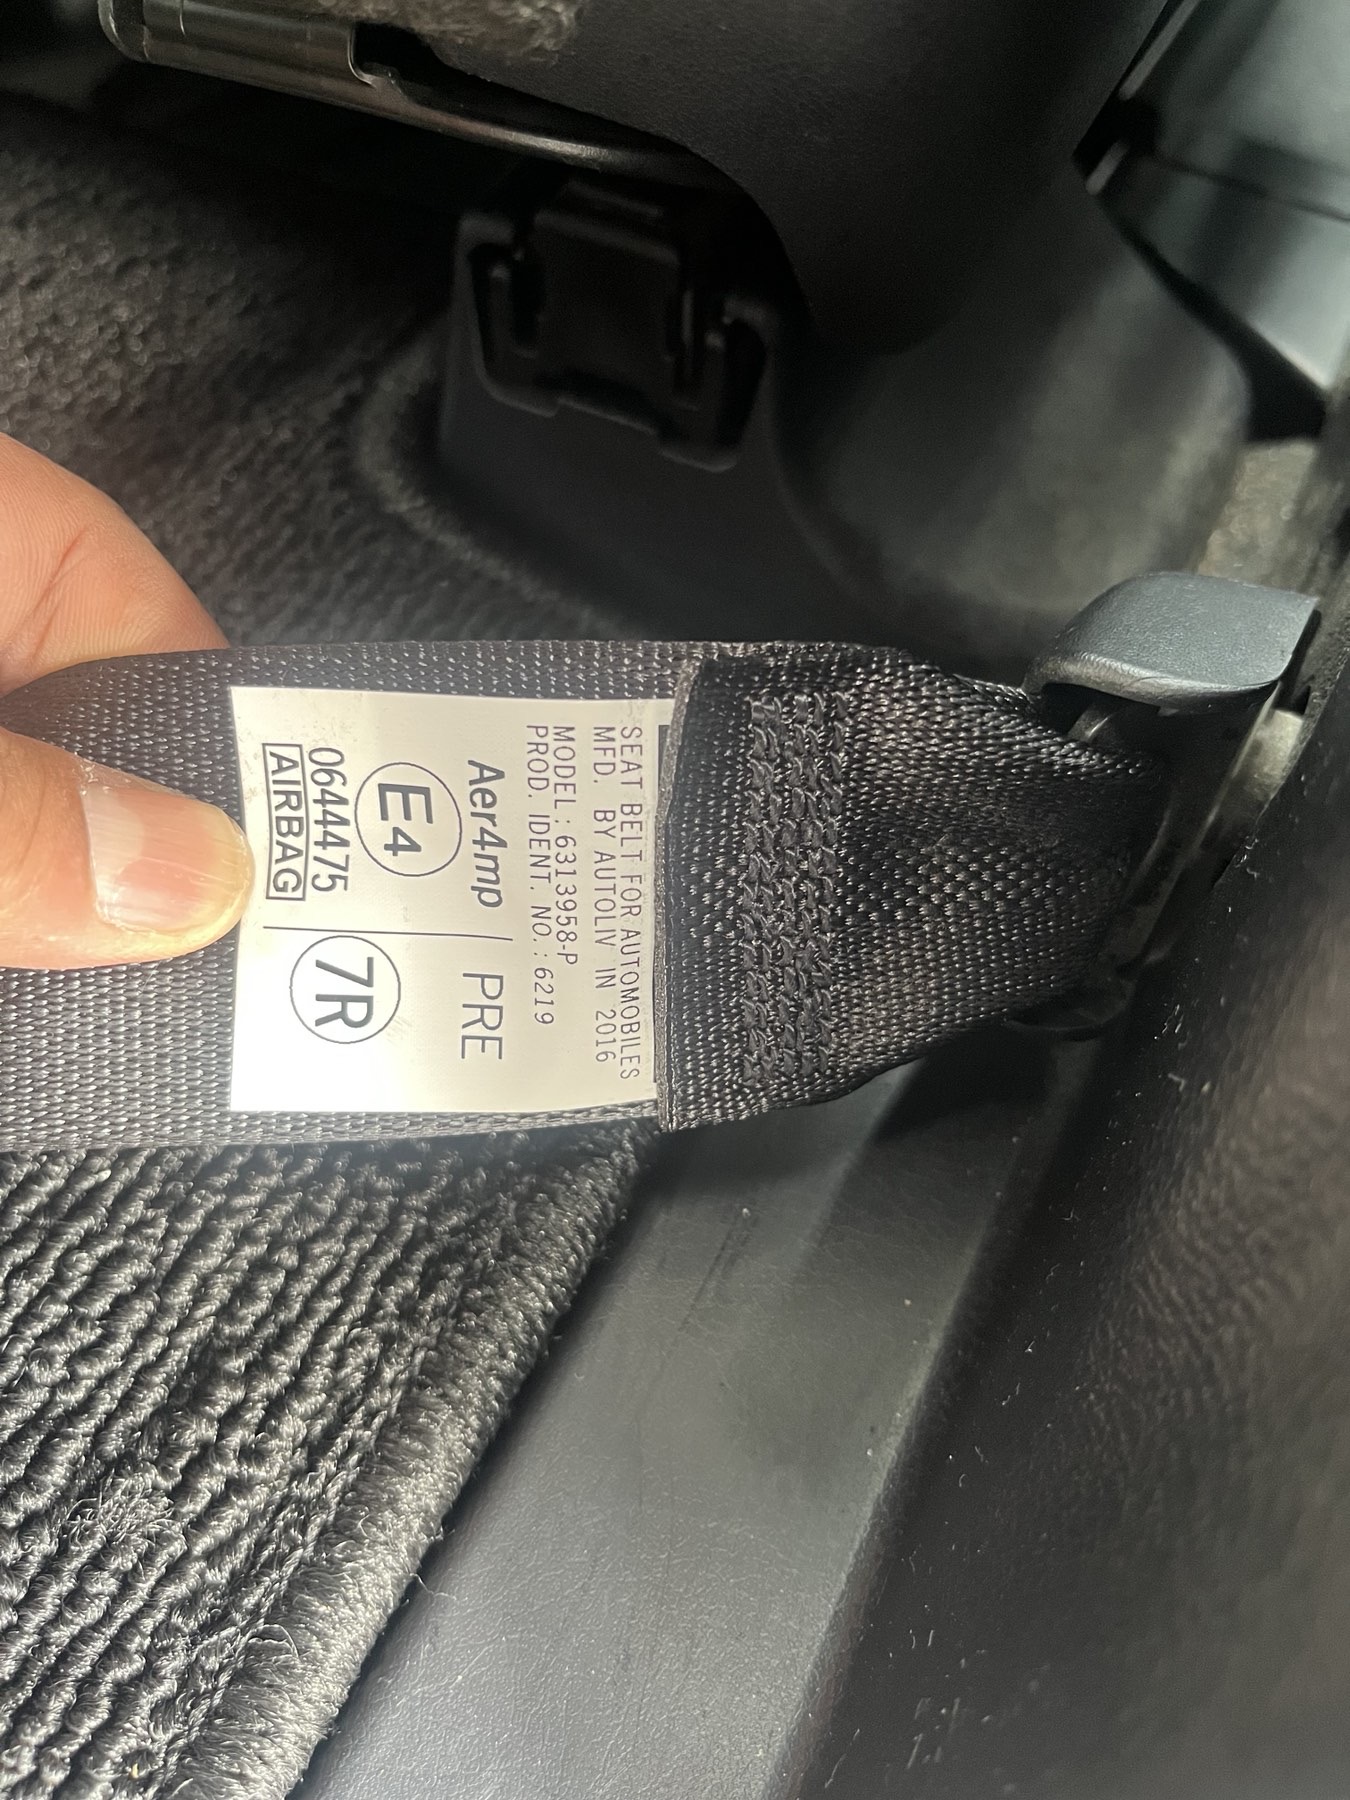 SEAT BELT FOR AUTOMOBILES
MFD. BY AUTOLIV IN 2016
MODEL: 6313958-P
PROD. IDENT. NO.: 6219
Aer4mp PRE
E4 7R
0644475
AIRBAG